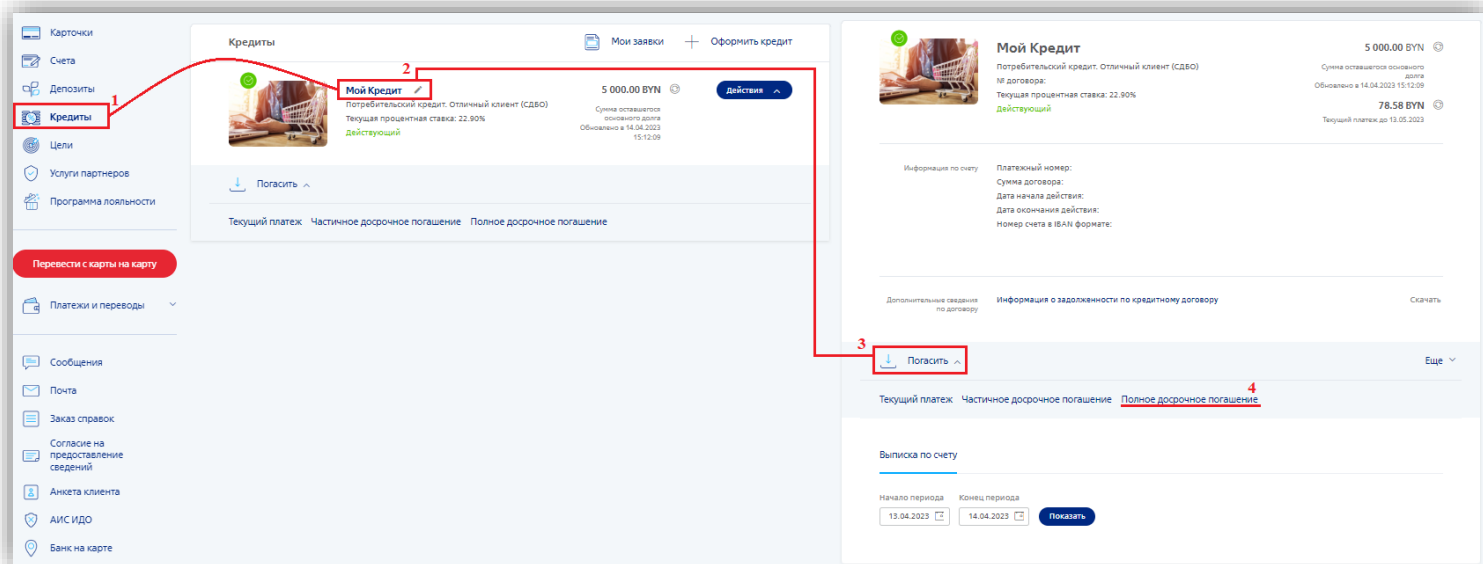 Карточки
Счета
Депозиты
1
Кредиты
Цели
Услуги партнеров
Программа лояльности
Перевести с карты на карту
Платежи и переводы
Сообщения
Почта
Заказ справок
Согласие на
предоставление
сведений
Анкета клиента
АИС ИДО
Банк на карте
Кредиты
Мои заявки
Оформить кредит
2
Мой Кредит
Потребительский кредит. Отличный клиент (СДБО)
Текущая процентная ставка: 22.90%
Действующий
5 000.00 BYN
Сумма оставшегося
основного долга
Обновлено в 14.04.2023
15:12:09
Действия
Погасить
Текущий платеж Частичное досрочное погашение Полное досрочное погашение
Мой Кредит
Потребительский кредит. Отличный клиент (СДБО)
№ договора:
Текущая процентная ставка: 22.90%
Действующий
5 000.00 BYN
Сумма оставшегося основного
долга
Обновлено в 14.04.2023 15:12:09
78.58 BYN
Текущий платеж до 13.05.2023
Информация по счету
Платежный номер:
Сумма договора:
Дата начала действия:
Дата окончания действия:
Номер счета в IBAN формате:
Дополнительные сведения
по договору
Информация о задолженности по кредитному договору
Скачать
3
Погасить
Еще
4
Текущий платеж Частичное досрочное погашение Полное досрочное погашение
Выписка по счету
Начало периода Конец периода
13.04.2023 14.04.2023 Показать